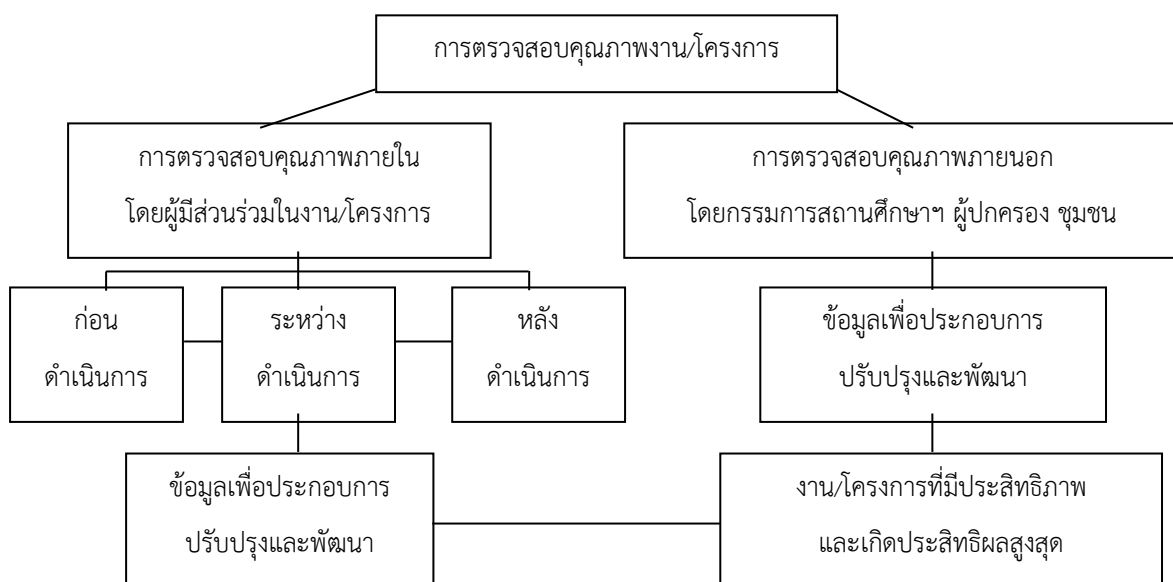 การตรวจสอบคุณภาพงาน/โครงการ
การตรวจสอบคุณภาพภายใน
โดยผู้มีส่วนร่วมในงาน/โครงการ
การตรวจสอบคุณภาพภายนอก
โดยกรรมการสถานศึกษาฯ ผู้ปกครอง ชุมชน
ก่อน
ดำเนินการ
ระหว่าง
ดำเนินการ
หลัง
ดำเนินการ
ข้อมูลเพื่อประกอบการ
ปรับปรุงและพัฒนา
ข้อมูลเพื่อประกอบการ
ปรับปรุงและพัฒนา
งาน/โครงการที่มีประสิทธิภาพ
และเกิดประสิทธิผลสูงสุด